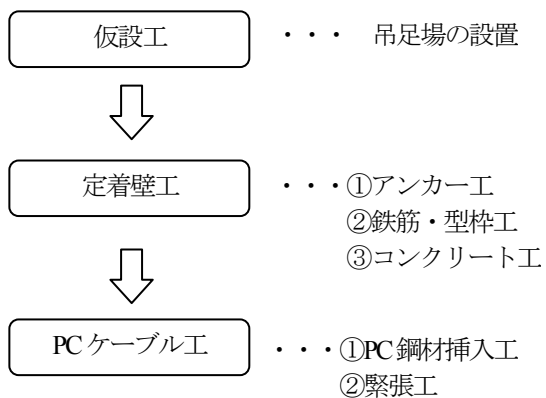 仮設工 ・・・ 吊足場の設置
定着壁工 ・・・①アンカー工
②鉄筋・型枠工
③コンクリート工
PCケーブル工 ・・・①PC鋼材挿入工
②緊張工